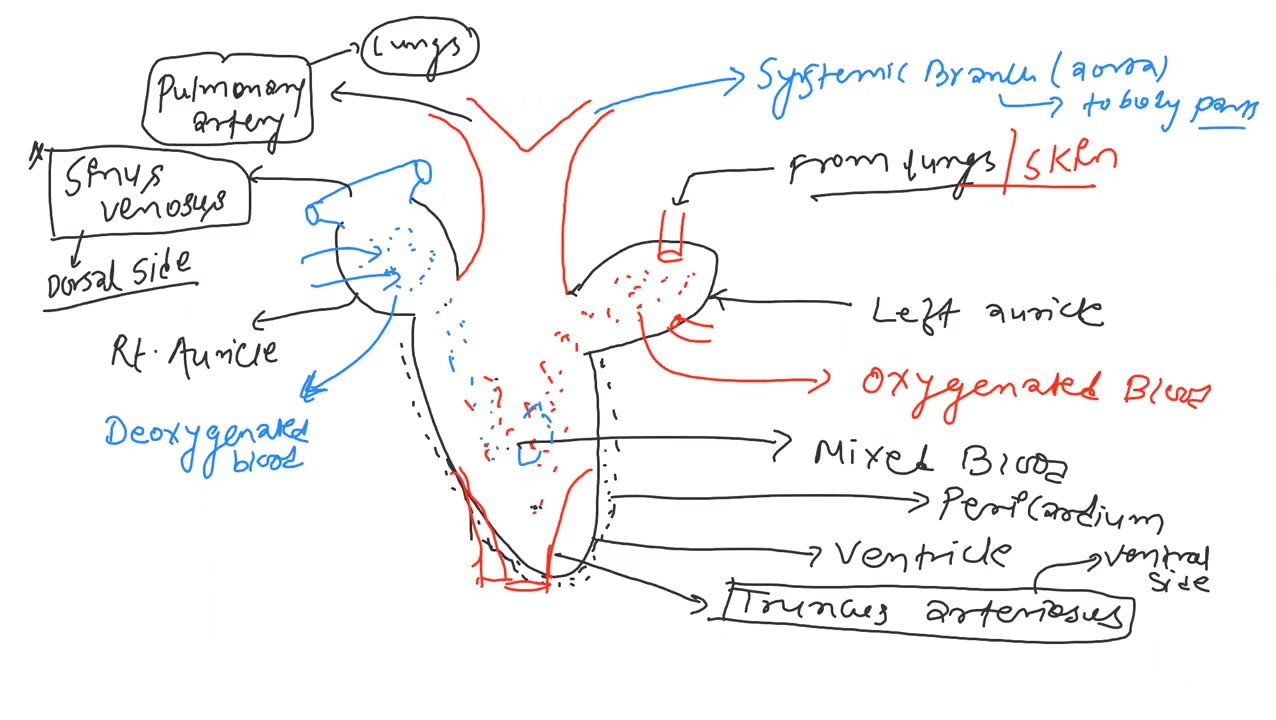 Lungs
Pulmonary
artery
Systemic Branch (aorta)
to body parts
From lungs / SKIn
Sinus
venosus
Dorsal Side
Left auricle
Rt. Auricle
Oxygenated Blood
Deoxygenated
blood
Mixed Blood
Pericardium
Ventricle
Ventral
Side
Truncus arteriosus